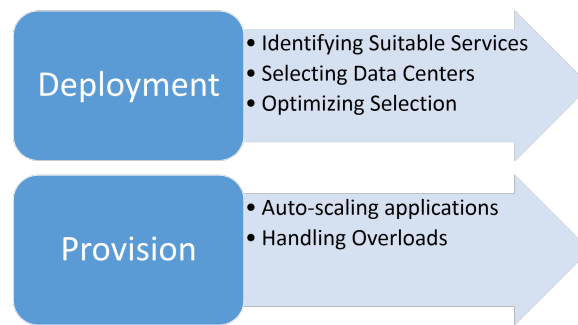 Deployment
• Identifying Suitable Services
• Selecting Data Centers
• Optimizing Selection
Provision
• Auto-scaling applications
• Handling Overloads